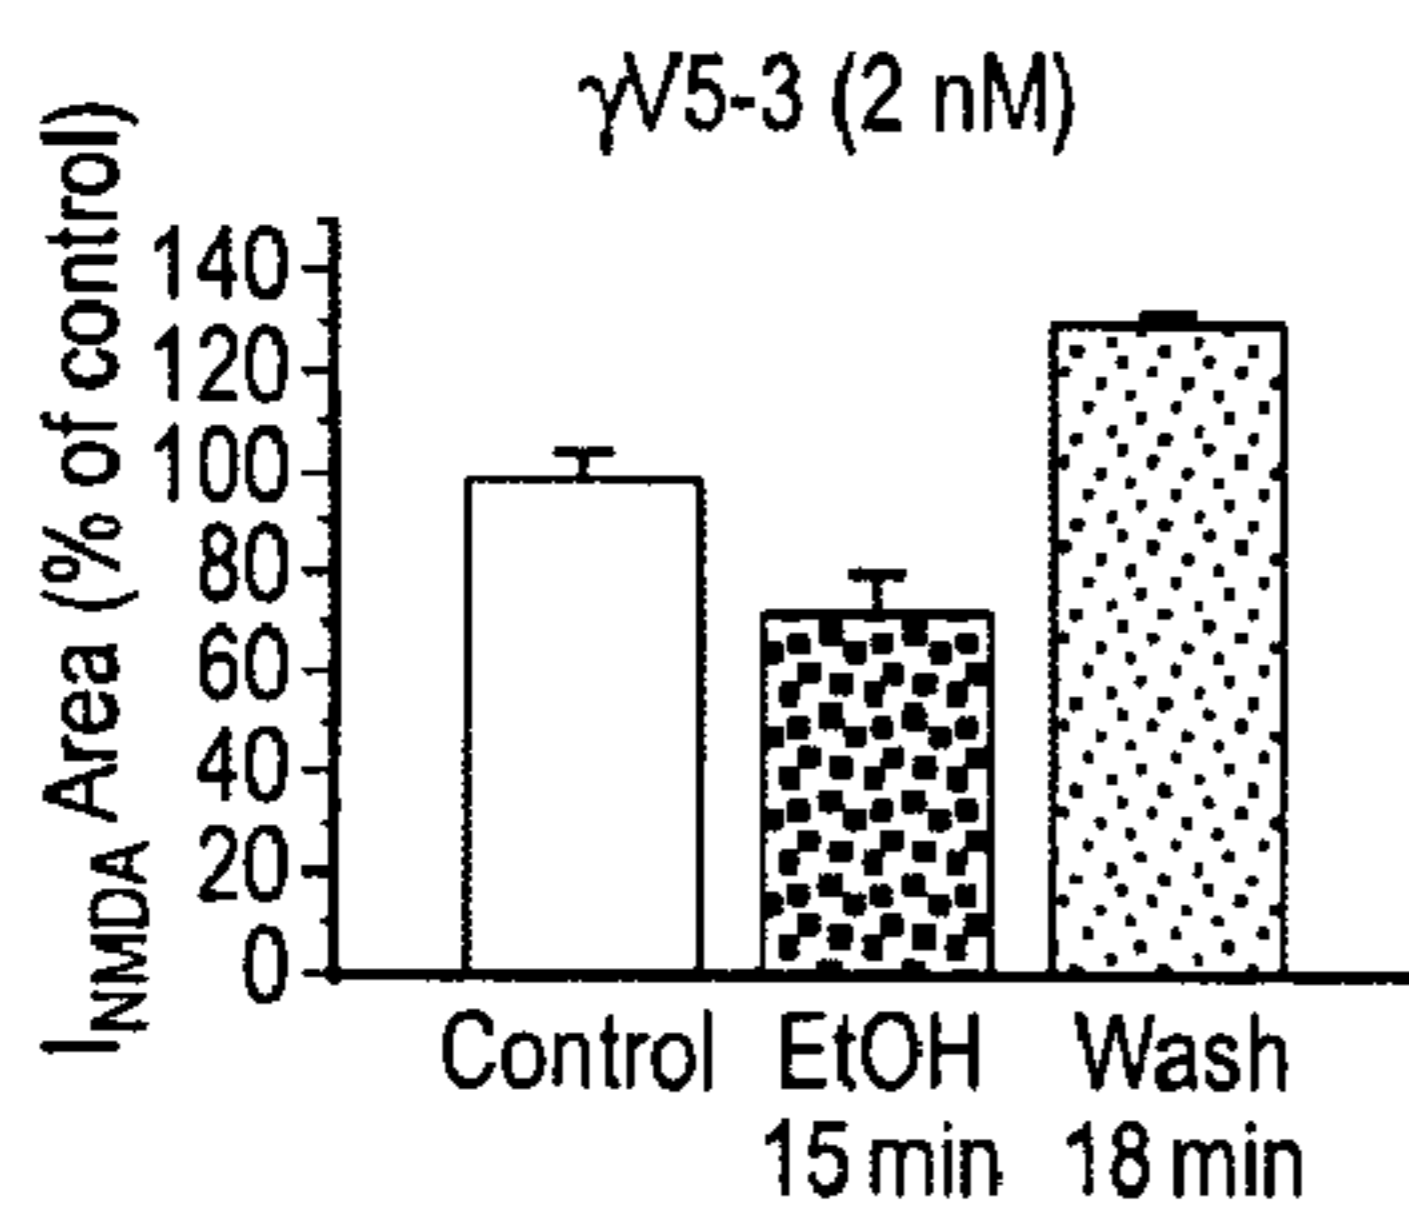 γV5-3 (2 nM)
I_NMDA Area (% of control)
140
120
100
80
60
40
20
0
Control
EtOH
15 min
Wash
18 min